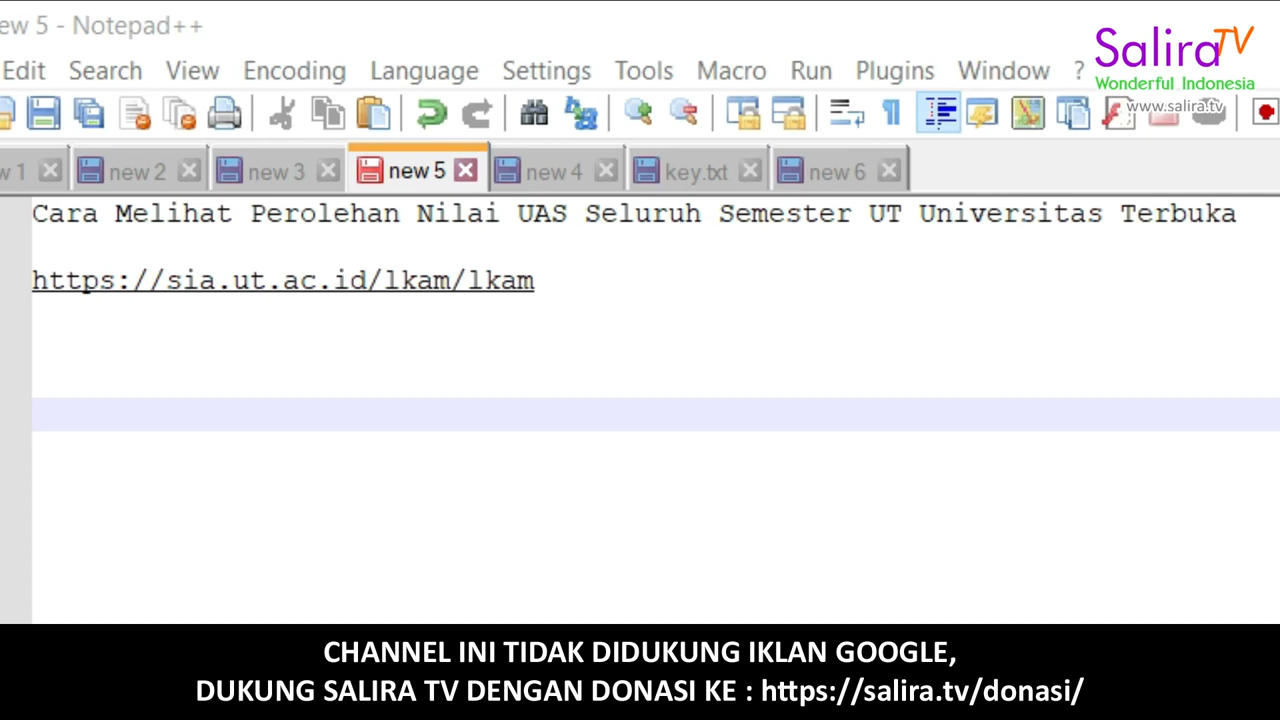 ew 5 - Notepad++
Salira TV
Wonderful Indonesia
www.salira.tv
Edit Search View Encoding Language Settings Tools Macro Run Plugins Window ?
w 1 new 2 new 3 new 5 new 4 key.txt new 6
Cara Melihat Perolehan Nilai UAS Seluruh Semester UT Universitas Terbuka
https://sia.ut.ac.id/lkam/lkam
CHANNEL INI TIDAK DIDUKUNG IKLAN GOOGLE,
DUKUNG SALIRA TV DENGAN DONASI KE : https://salira.tv/donasi/